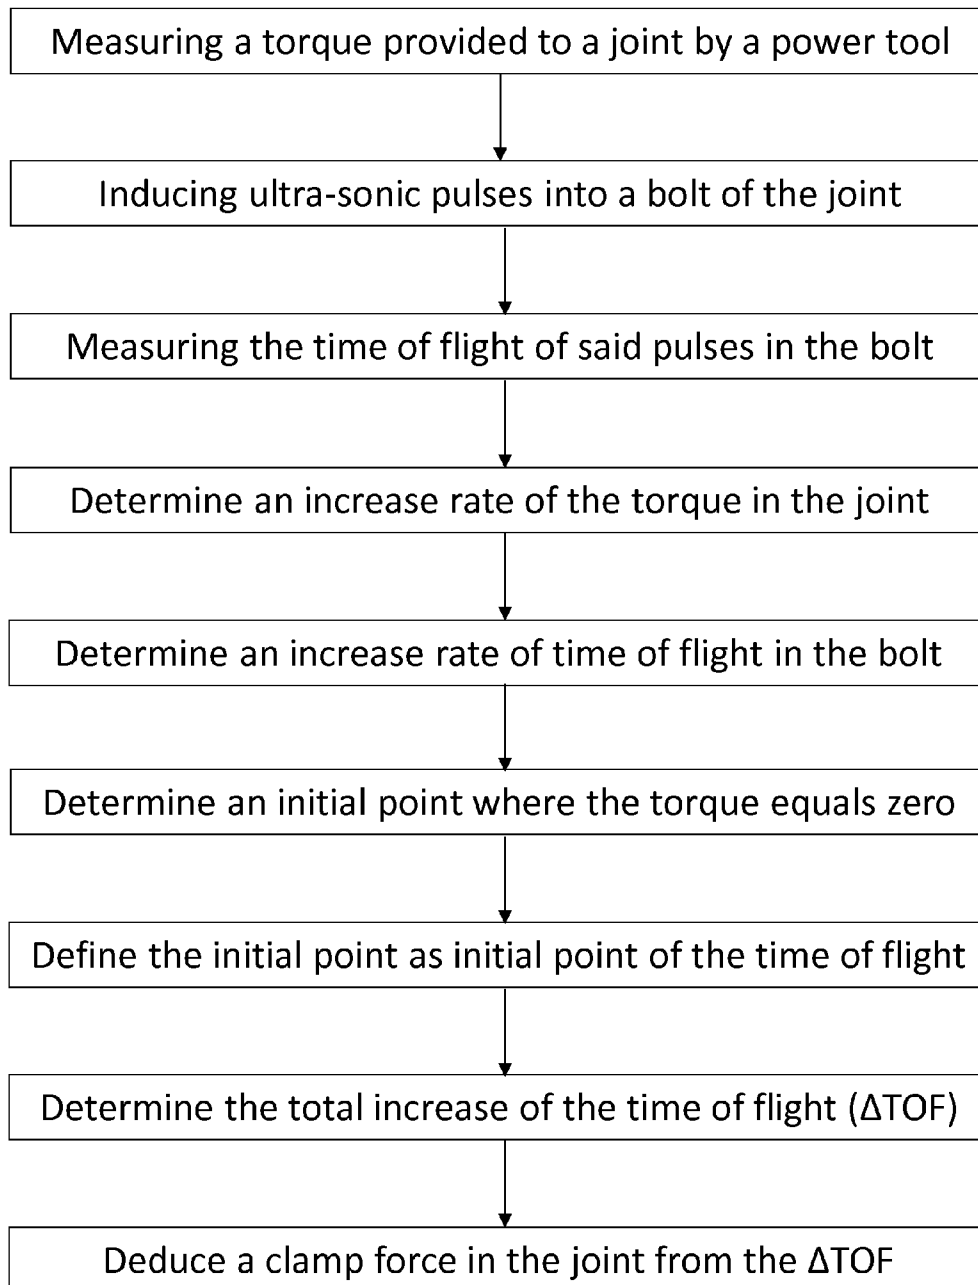 Measuring a torque provided to a joint by a power tool
Inducing ultra-sonic pulses into a bolt of the joint
Measuring the time of flight of said pulses in the bolt
Determine an increase rate of the torque in the joint
Determine an increase rate of time of flight in the bolt
Determine an initial point where the torque equals zero
Define the initial point as initial point of the time of flight
Determine the total increase of the time of flight (ΔTOF)
Deduce a clamp force in the joint from the ΔTOF